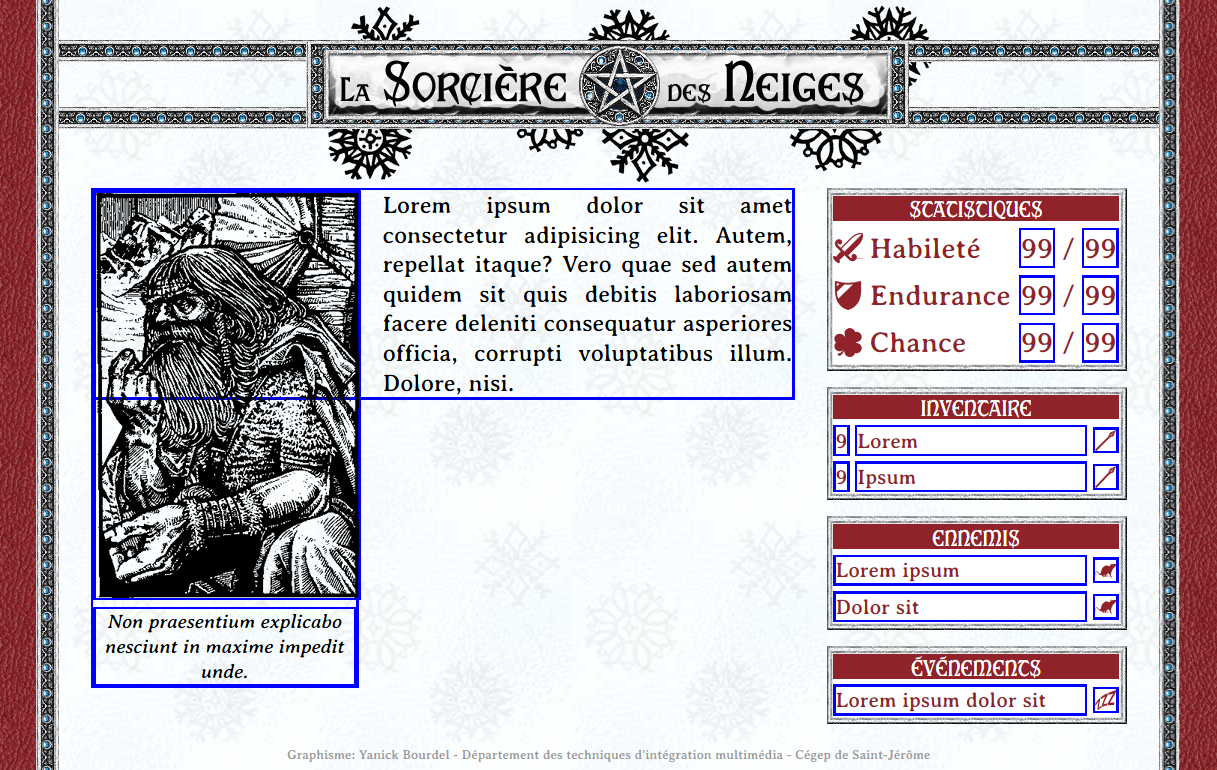 La Sorcière des Neiges
Lorem ipsum dolor sit amet
consectetur adipisicing elit. Autem,
repellat itaque? Vero quae sed autem
quidem sit quis debitis laboriosam
facere deleniti consequatur asperiores
officia, corrupti voluptatibus illum.
Dolore, nisi.
Non praesentium explicabo
nesciunt in maxime impedit
unde.
Statistiques
Habileté 99 / 99
Endurance 99 / 99
Chance 99 / 99
Inventaire
9 Lorem
9 Ipsum
Ennemis
Lorem ipsum
Dolor sit
Événements
Lorem ipsum dolor sit
Graphisme: Yanick Bourdel - Département des techniques d'intégration multimédia - Cégep de Saint-Jérôme